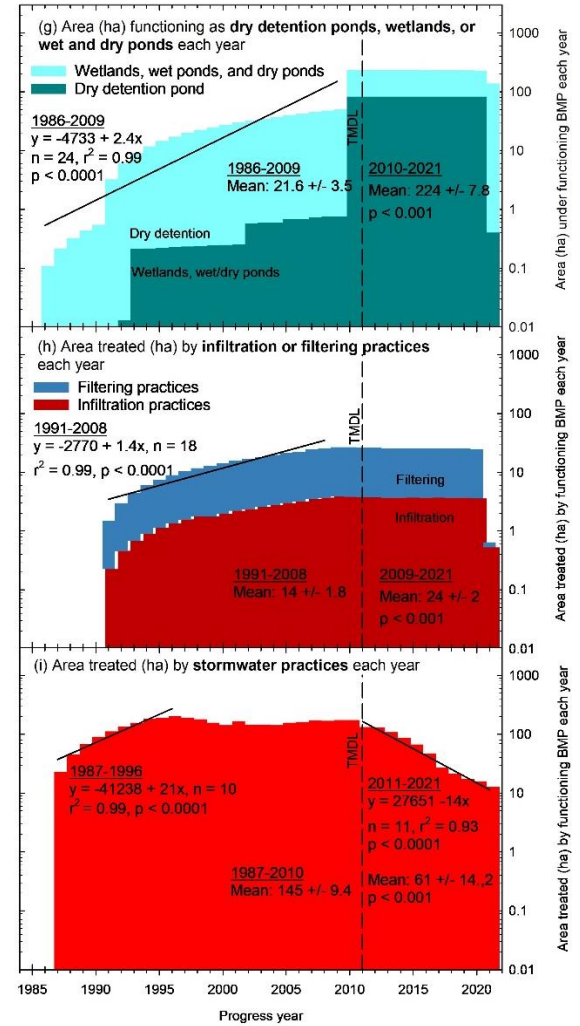 (g) Area (ha) functioning as dry detention ponds, wetlands, or
wet and dry ponds each year
Wetlands, wet ponds, and dry ponds
Dry detention pond
1986-2009
y = -4733 + 2.4x
n = 24, r2 = 0.99
p < 0.0001
1986-2009
Mean: 21.6 +/- 3.5
TMDL
2010-2021
Mean: 224 +/- 7.8
p < 0.001
Dry detention
Wetlands, wet/dry ponds
1000
100
10
1
0.1
0.01
Area (ha) under functioning BMP each year
(h) Area treated (ha) by infiltration or filtering practices
each year
Filtering practices
Infiltration practices
1991-2008
y = -2770 + 1.4x, n = 18
r2 = 0.99, p < 0.0001
TMDL
Filtering
Infiltration
1991-2008
Mean: 14 +/- 1.8
2009-2021
Mean: 24 +/- 2
p < 0.001
1000
100
10
1
0.1
0.01
Area treated (ha) by functioning BMP each year
(i) Area treated (ha) by stormwater practices each year
TMDL
1987-1996
y = -41238 + 21x, n = 10
r2 = 0.99, p < 0.0001
2011-2021
y = 27651 -14x
n = 11, r2 = 0.93
p < 0.0001
1987-2010
Mean: 145 +/- 9.4
Mean: 61 +/- 14.,2
p < 0.001
1000
100
10
1
0.1
0.01
Area treated (ha) by functioning BMP each year
1985 1990 1995 2000 2005 2010 2015 2020
Progress year